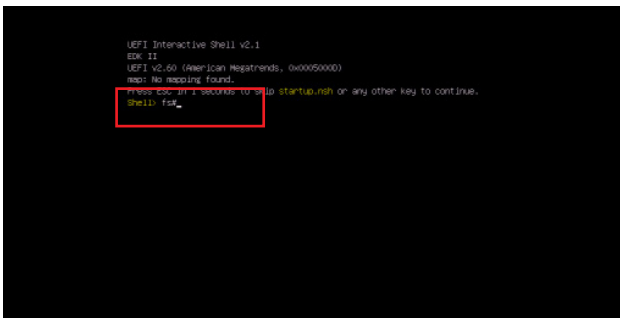 UEFI Interactive Shell v2.1
EDK II
UEFI v2.60 (American Megatrends, 0x0005000D)
map: No mapping found.
Press ESC in 1 seconds to skip startup.nsh or any other key to continue.
Shell> fs#_